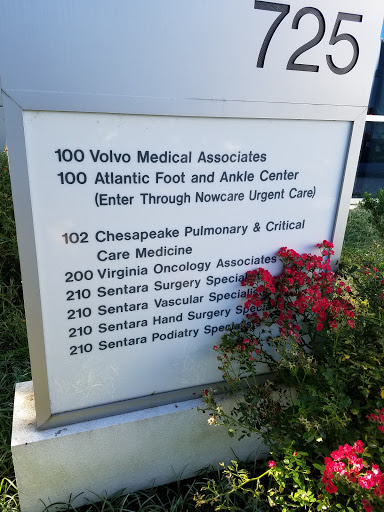 725
100 Volvo Medical Associates
100 Atlantic Foot and Ankle Center
(Enter Through Nowcare Urgent Care)
102 Chesapeake Pulmonary & Critical
Care Medicine
200 Virginia Oncology Associates
210 Sentara Surgery
210 Sentara Vascular
210 Sentara Hand Surgery
210 Sentara Podiatry